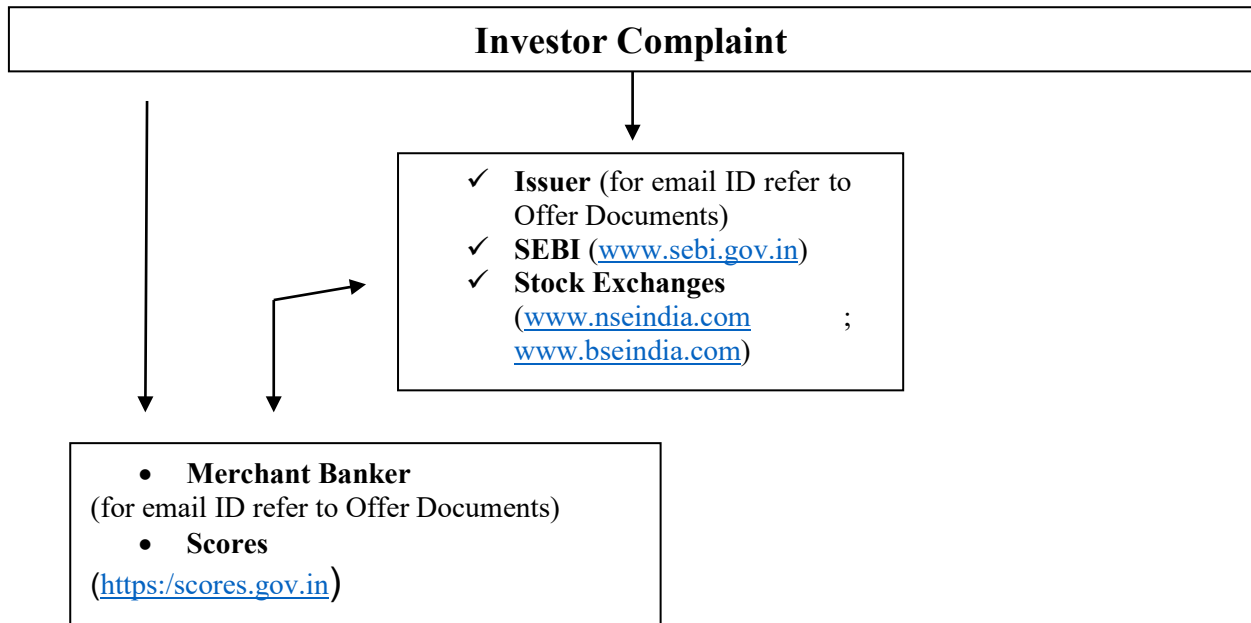 Investor Complaint
✓ Issuer (for email ID refer to
Offer Documents)
✓ SEBI (www.sebi.gov.in)
✓ Stock Exchanges
(www.nseindia.com ;
www.bseindia.com)
• Merchant Banker
(for email ID refer to Offer Documents)
• Scores
(https:/scores.gov.in)